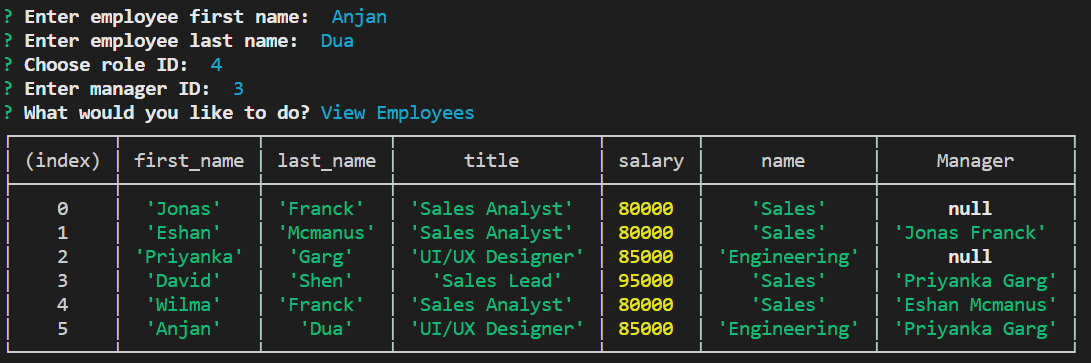 ? Enter employee first name:  Anjan
? Enter employee last name:  Dua
? Choose role ID:  4
? Enter manager ID:  3
? What would you like to do? View Employees
(index) first_name last_name title salary name Manager
0 'Jonas' 'Franck' 'Sales Analyst' 80000 'Sales' null
1 'Eshan' 'Mcmanus' 'Sales Analyst' 80000 'Sales' 'Jonas Franck'
2 'Priyanka' 'Garg' 'UI/UX Designer' 85000 'Engineering' null
3 'David' 'Shen' 'Sales Lead' 95000 'Sales' 'Priyanka Garg'
4 'Wilma' 'Franck' 'Sales Analyst' 80000 'Sales' 'Eshan Mcmanus'
5 'Anjan' 'Dua' 'UI/UX Designer' 85000 'Engineering' 'Priyanka Garg'